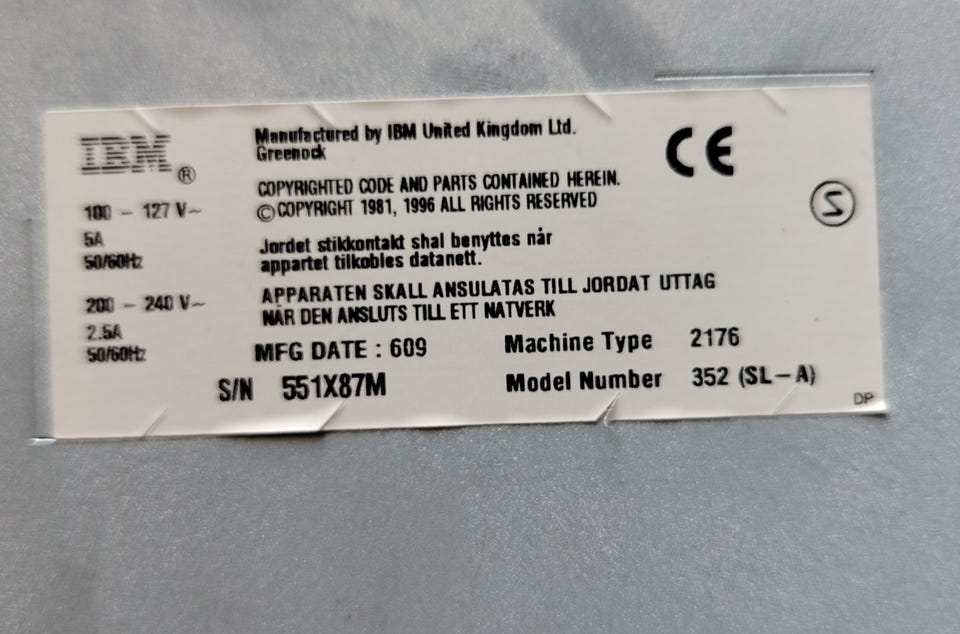 IBM ®
Manufactured by IBM United Kingdom Ltd.
Greenock
CE
COPYRIGHTED CODE AND PARTS CONTAINED HEREIN.
© COPYRIGHT 1981, 1996 ALL RIGHTS RESERVED
S
100 – 127 V~
5A
50/60Hz
Jordet stikkontakt shal benyttes når
appartet tilkobles datanett.
200 – 240 V~
2.5A
50/60Hz
APPARATEN SKALL ANSULATAS TILL JORDAT UTTAG
NÄR DEN ANSLUTS TILL ETT NATVERK
MFG DATE : 609
Machine Type 2176
S/N 551X87M
Model Number 352 (SL–A)
DP